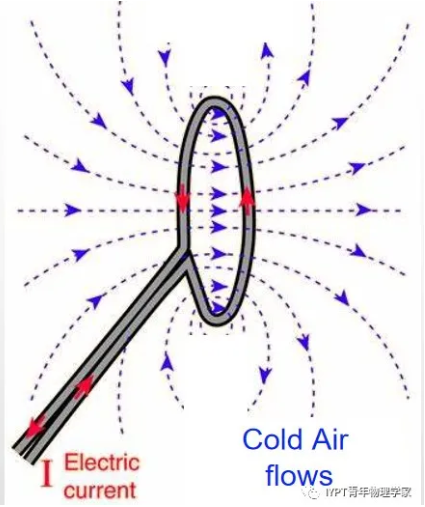 Cold Air
flows
I Electric
current
IYPT青年物理学家